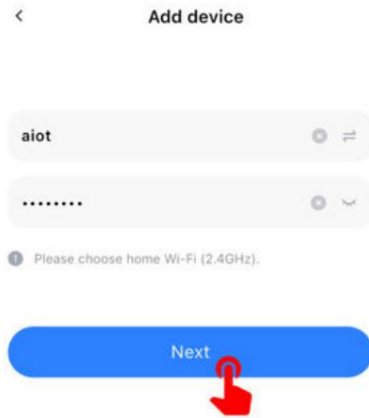 Add device
aiot
••••••••
Please choose home Wi-Fi (2.4GHz).
Next